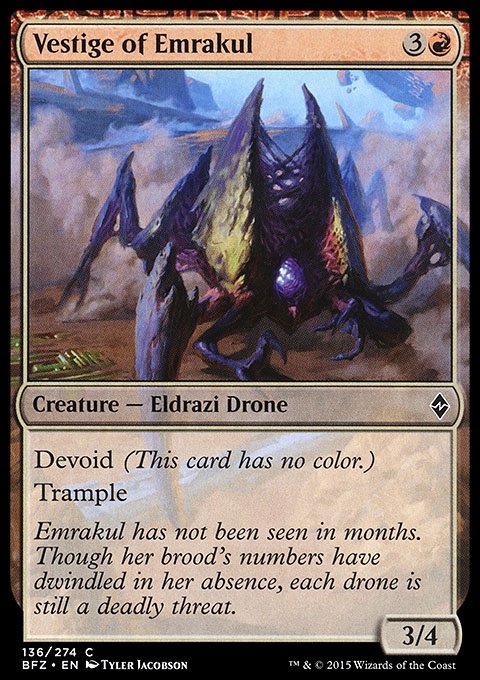 Vestige of Emrakul 3
Creature — Eldrazi Drone
Devoid (This card has no color.)
Trample
Emrakul has not been seen in months.
Though her brood's numbers have
dwindled in her absence, each drone is
still a deadly threat.
3/4
136/274 C
BFZ • EN Tyler Jacobson
™ & © 2015 Wizards of the Coast